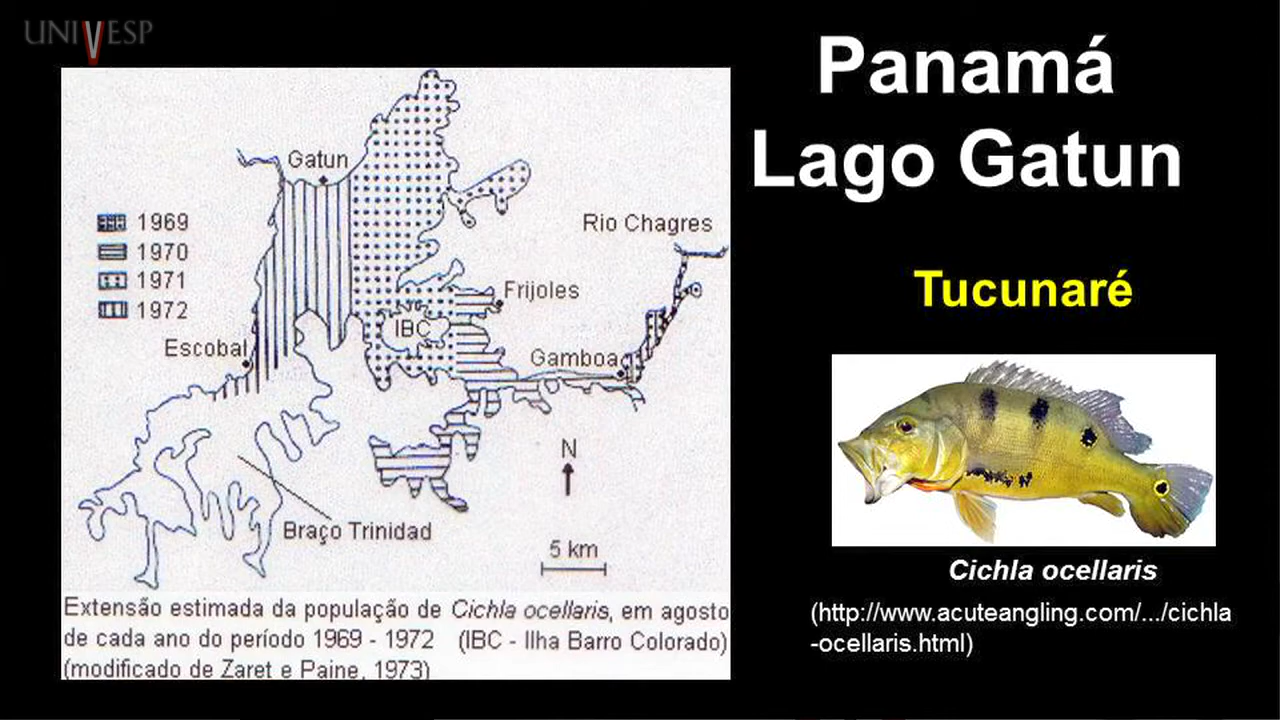 UNIVESP
Panamá
Lago Gatun
Gatun
1969
1970
1971
1972
Rio Chagres
Frijoles
IBC
Escobal
Gamboa
N
Braço Trinidad
5 km
Extensão estimada da população de Cichla ocellaris, em agosto
de cada ano do período 1969 - 1972 (IBC - Ilha Barro Colorado)
(modificado de Zaret e Paine, 1973)
Tucunaré
Cichla ocellaris
(http://www.acuteangling.com/.../cichla
-ocellaris.html)